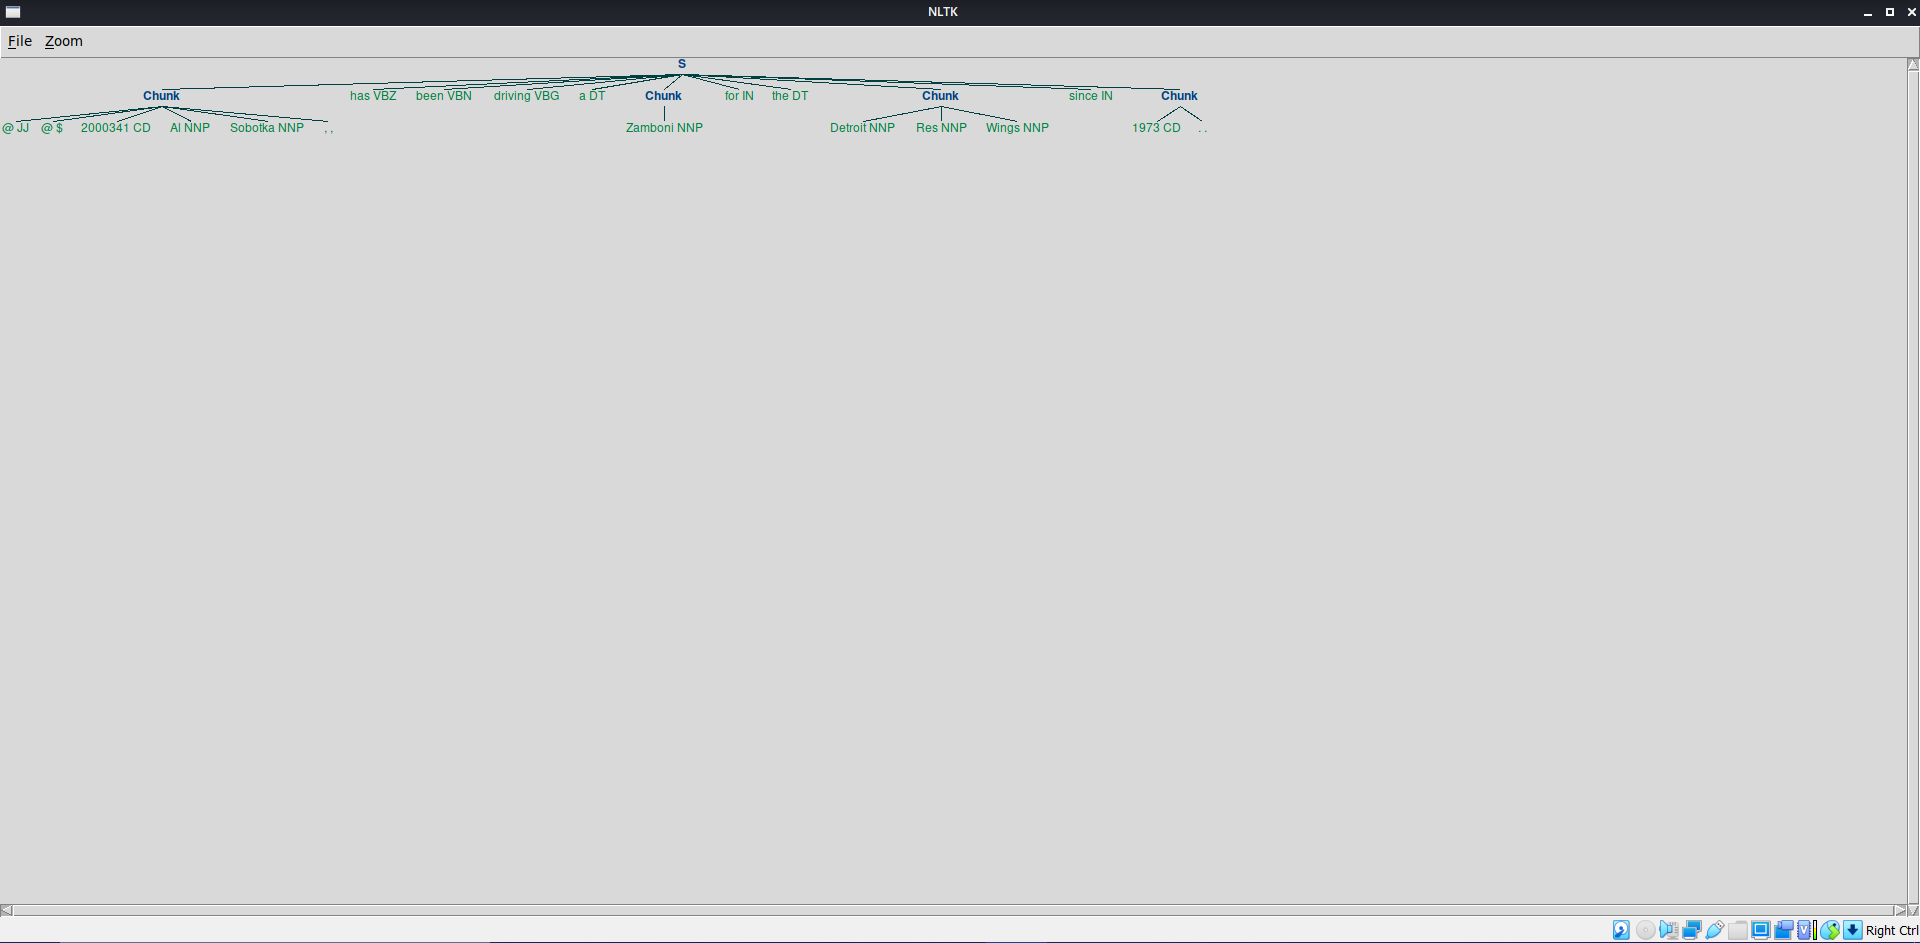 NLTK
File Zoom
S
Chunk has VBZ been VBN driving VBG a DT Chunk for IN the DT Chunk since IN Chunk
@ JJ @ $ 2000341 CD Al NNP Sobotka NNP , , Zamboni NNP Detroit NNP Res NNP Wings NNP 1973 CD . .
Right Ctrl